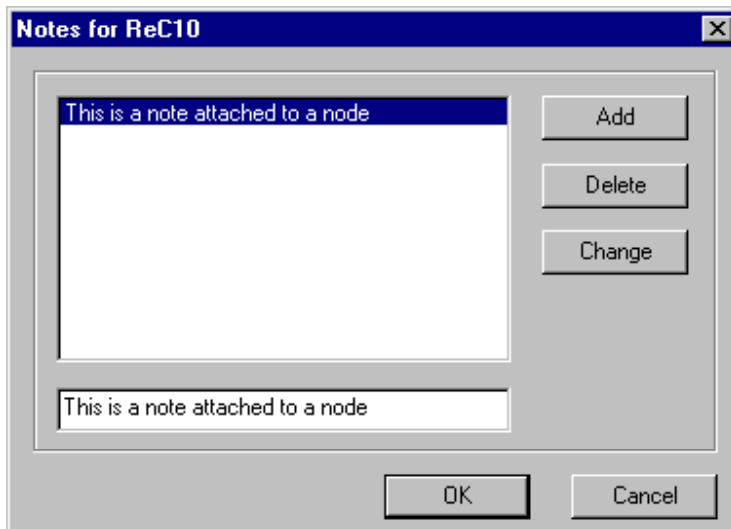 Notes for ReC10
This is a note attached to a node
Add
Delete
Change
This is a note attached to a node
OK
Cancel